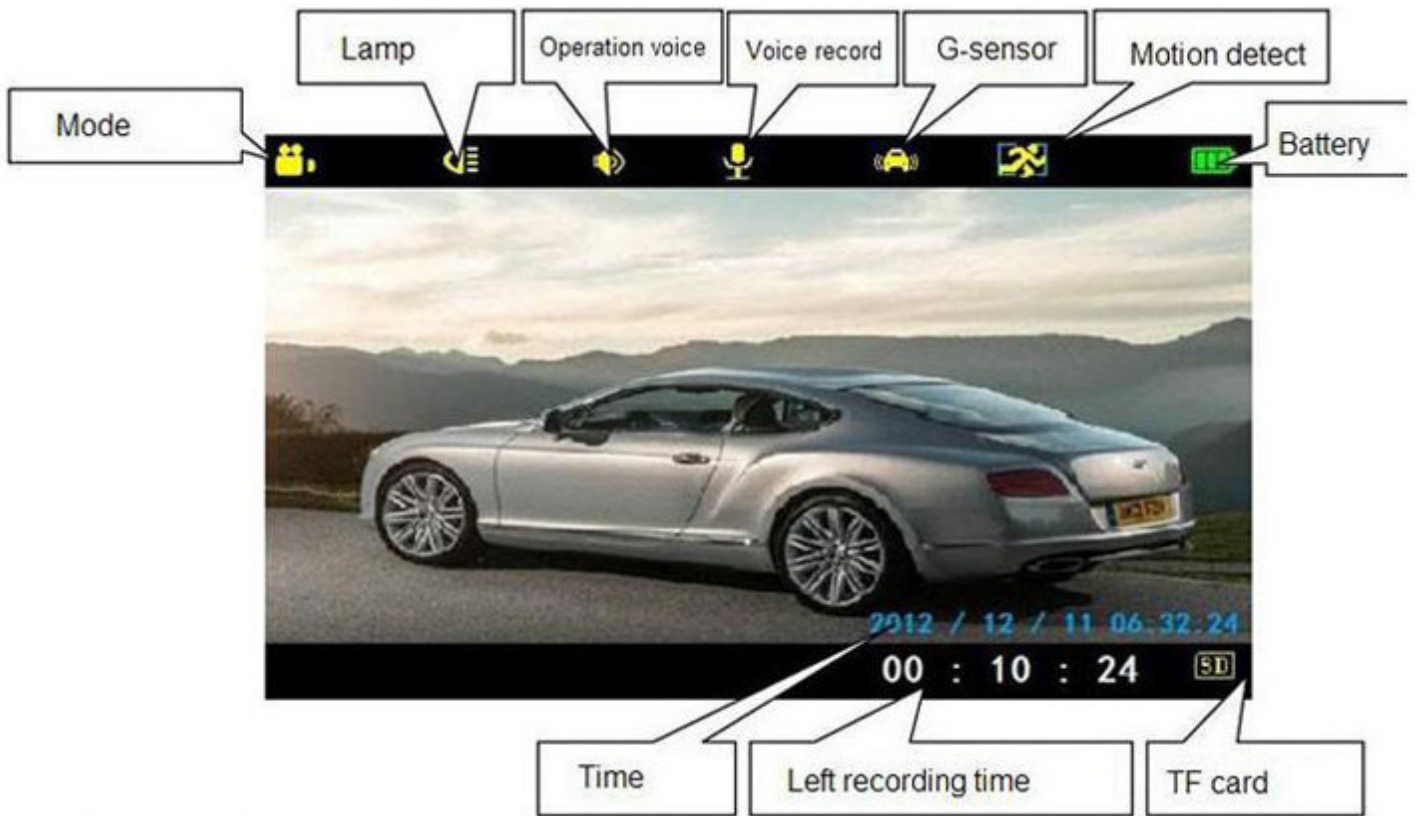 Lamp
Operation voice
Voice record
G-sensor
Motion detect
Mode
Battery
2012 / 12 / 11 06:32:24
00 : 10 : 24
SD
Time
Left recording time
TF card